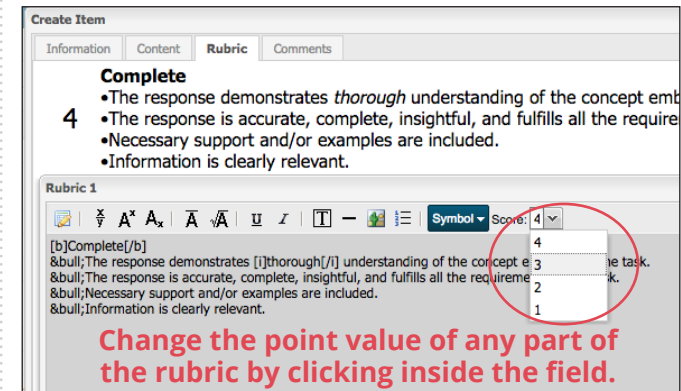 Create Item
Information Content Rubric Comments
Complete
•The response demonstrates thorough understanding of the concept emb
4 •The response is accurate, complete, insightful, and fulfills all the require
•Necessary support and/or examples are included.
•Information is clearly relevant.
Rubric 1
Symbol Score: 4
[b]Complete[/b]
&bull;The response demonstrates [i]thorough[/i] understanding of the concept e e task.
&bull;The response is accurate, complete, insightful, and fulfills all the requireme k.
&bull;Necessary support and/or examples are included.
&bull;Information is clearly relevant.
4
3
2
1
Change the point value of any part of
the rubric by clicking inside the field.